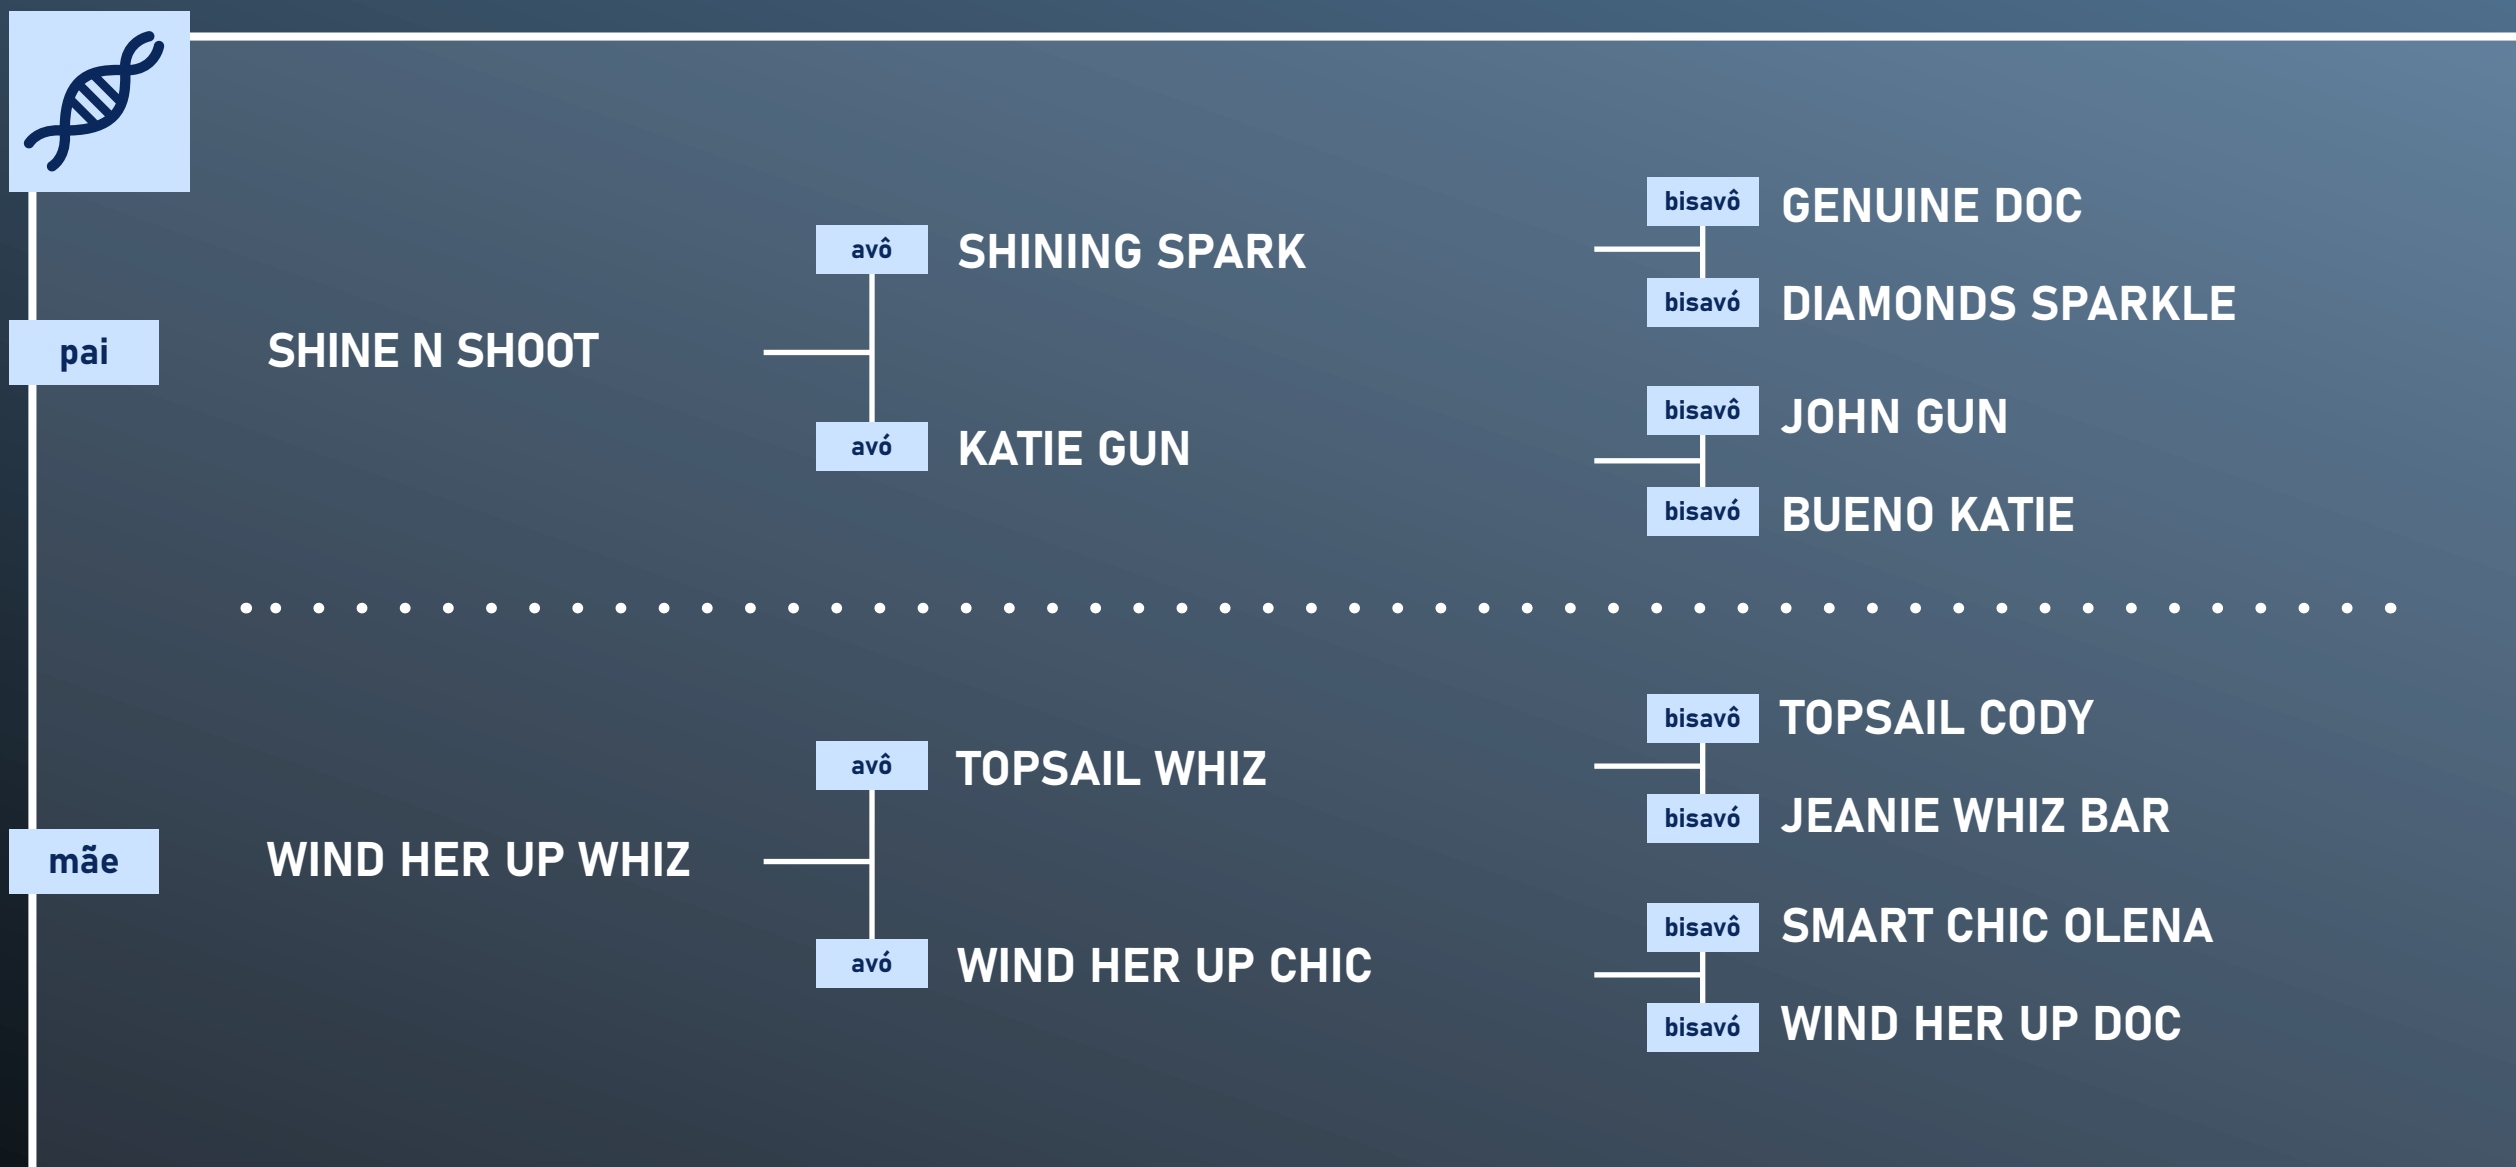 pai
SHINE N SHOOT
avô
SHINING SPARK
avó
KATIE GUN
bisavô
GENUINE DOC
bisavó
DIAMONDS SPARKLE
bisavô
JOHN GUN
bisavó
BUENO KATIE
mãe
WIND HER UP WHIZ
avô
TOPSAIL WHIZ
avó
WIND HER UP CHIC
bisavô
TOPSAIL CODY
bisavó
JEANIE WHIZ BAR
bisavô
SMART CHIC OLENA
bisavó
WIND HER UP DOC